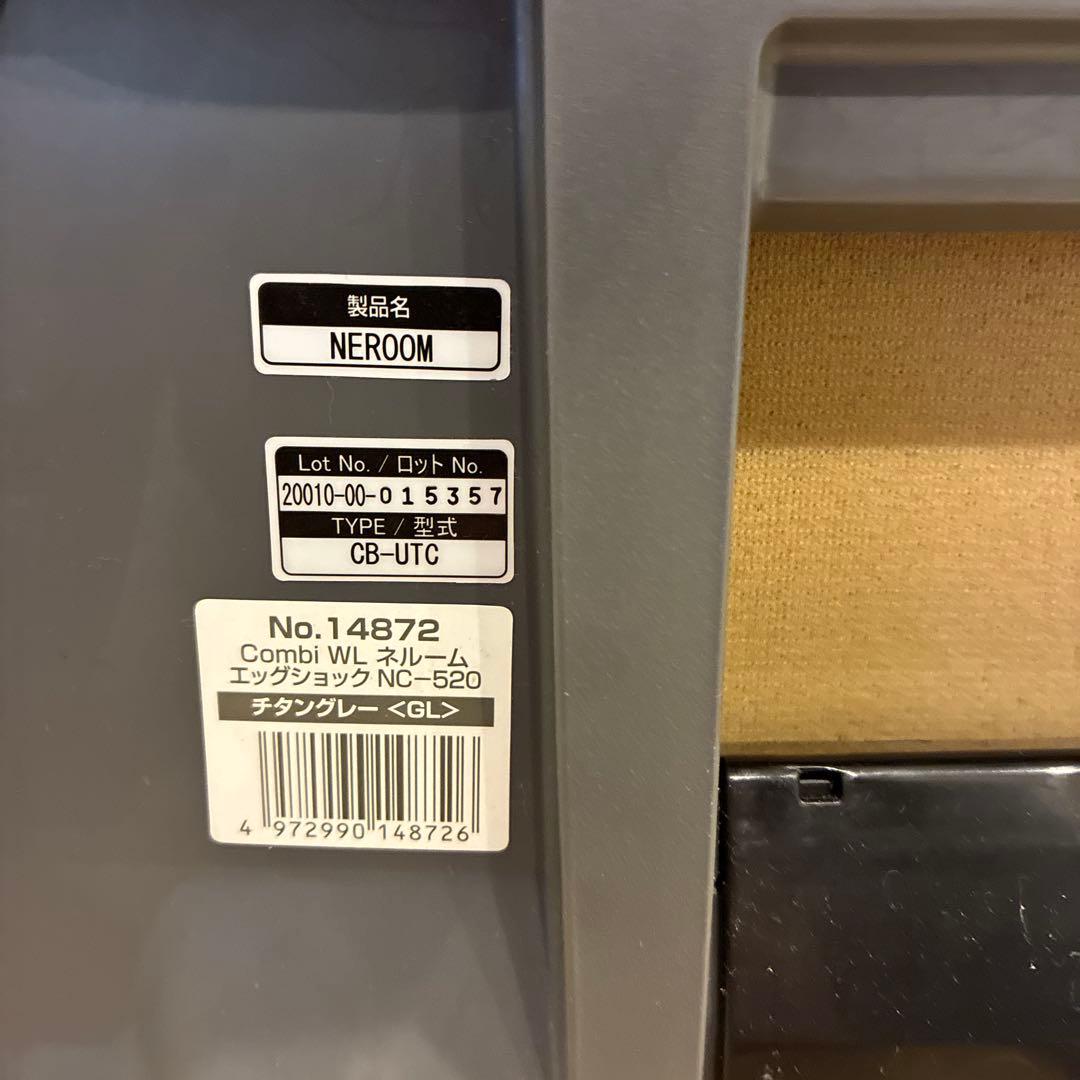 製品名
NEROOM
Lot No. / ロット No.
20010-00-015357
TYPE / 型式
CB-UTC
No.14872
Combi WL ネルーム
エッグショック NC-520
チタングレー <GL>
4 972990 148726